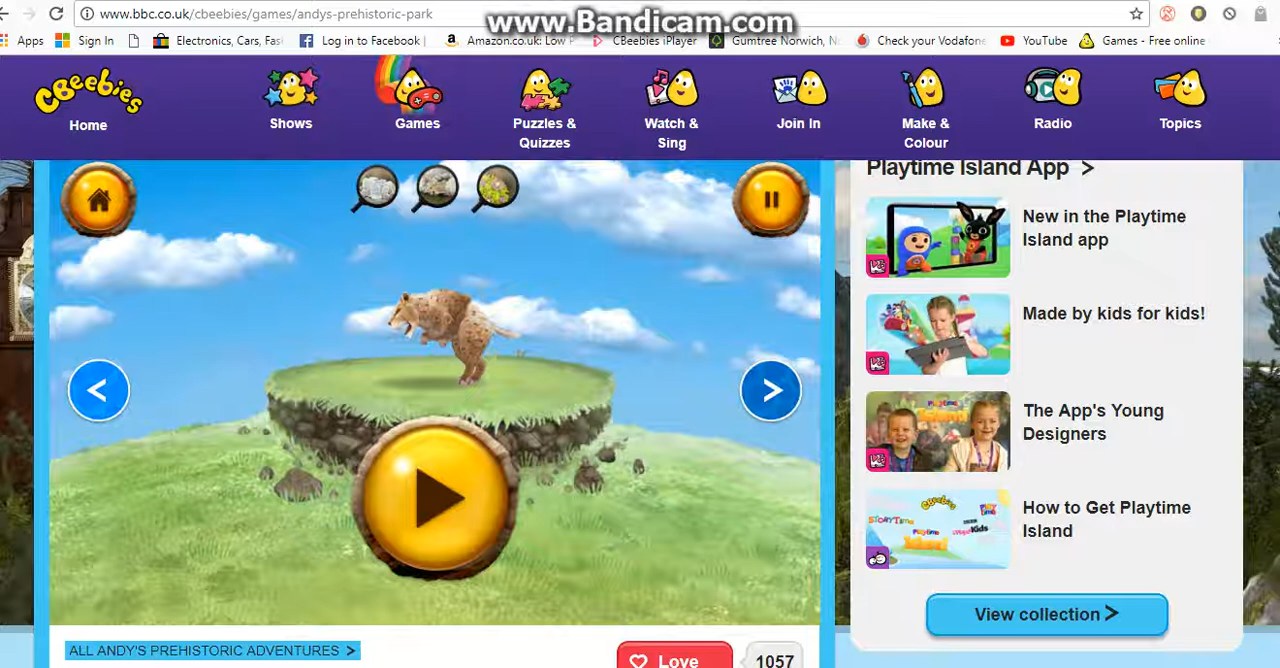 www.bbc.co.uk/cbeebies/games/andys-prehistoric-park
www.Bandicam.com
Apps
Sign In
Electronics, Cars, Fas
Log in to Facebook
Amazon.co.uk: Low P
CBeebies iPlayer
Gumtree Norwich, N
Check your Vodafone
YouTube
Games - Free online
CBeebies
Home
Shows
Games
Puzzles &
Quizzes
Watch &
Sing
Join In
Make &
Colour
Radio
Topics
Playtime Island App >
New in the Playtime
Island app
Made by kids for kids!
The App's Young
Designers
How to Get Playtime
Island
View collection >
ALL ANDY'S PREHISTORIC ADVENTURES >
Love
1057